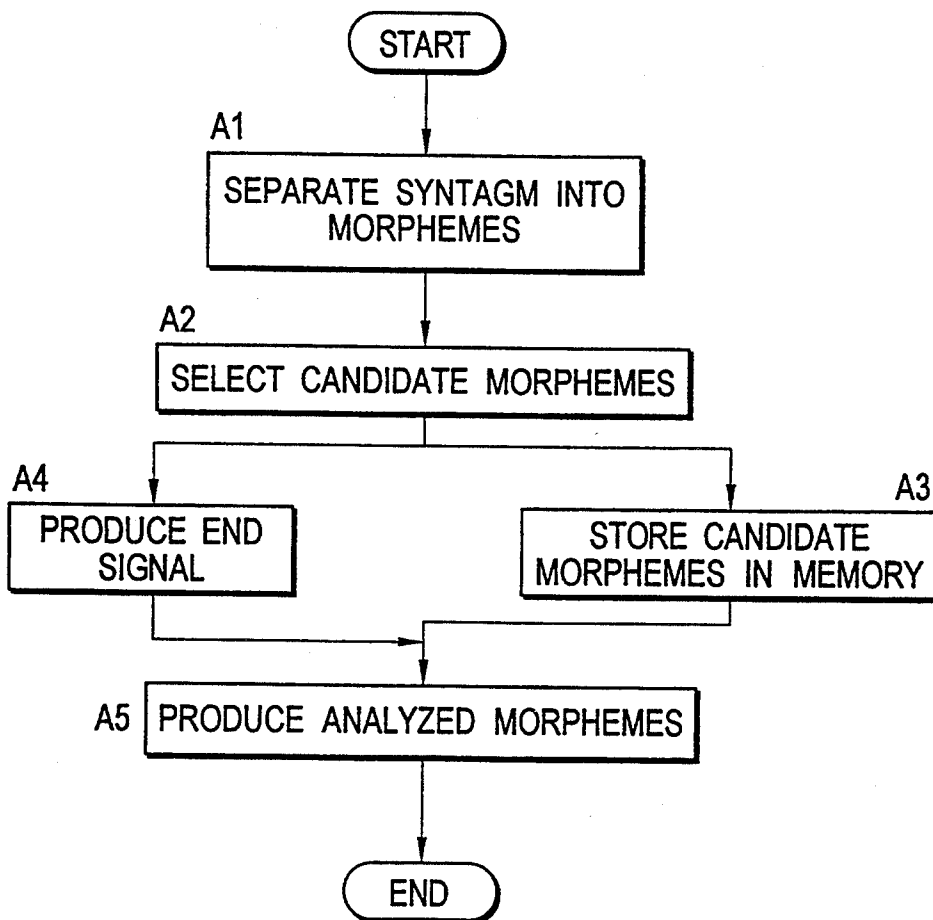 START
A1
SEPARATE SYNTAGM INTO
MORPHEMES
A2
SELECT CANDIDATE MORPHEMES
A4
PRODUCE END
SIGNAL
A3
STORE CANDIDATE
MORPHEMES IN MEMORY
A5
PRODUCE ANALYZED MORPHEMES
END